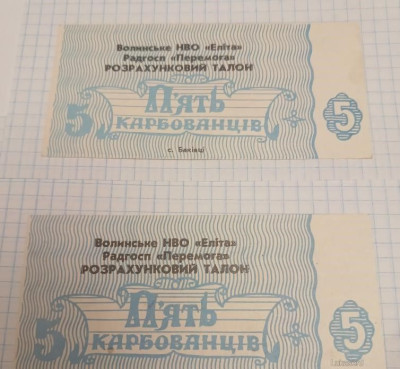 Волинське НВО «Еліта»
Радгосп «Перемога»
РОЗРАХУНКОВИЙ ТАЛОН
П'ять
5 КАРБОВАНЦІВ 5
с. Баківці
Волинське НВО «Еліта»
Радгосп «Перемога»
РОЗРАХУНКОВИЙ ТАЛОН
П'ять
5 КАРБОВАНЦІВ 5